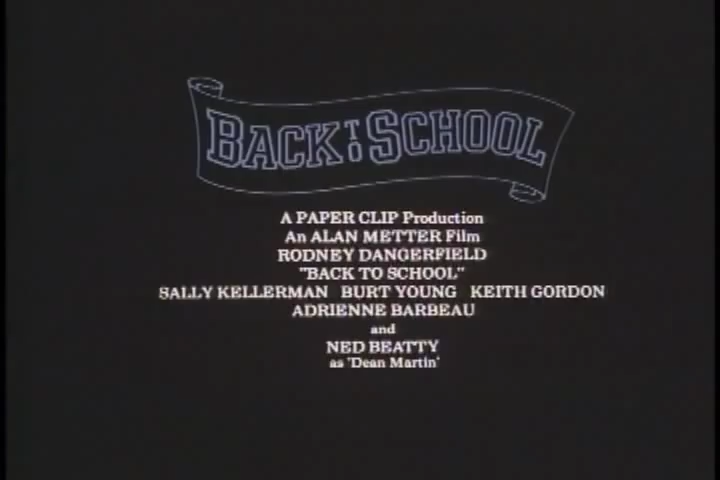 BACK TO SCHOOL
A PAPER CLIP Production
An ALAN METTER Film
RODNEY DANGERFIELD
"BACK TO SCHOOL"
SALLY KELLERMAN BURT YOUNG KEITH GORDON
ADRIENNE BARBEAU
and
NED BEATTY
as 'Dean Martin'